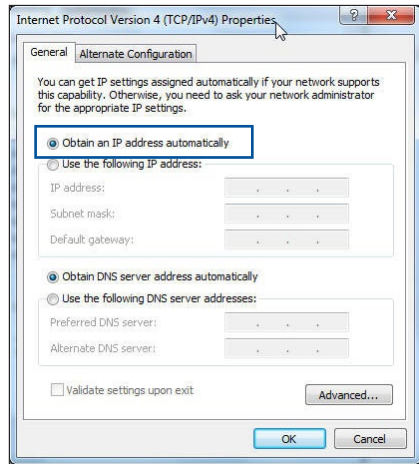 Internet Protocol Version 4 (TCP/IPv4) Properties
General
Alternate Configuration
You can get IP settings assigned automatically if your network supports
this capability. Otherwise, you need to ask your network administrator
for the appropriate IP settings.
Obtain an IP address automatically
Use the following IP address:
IP address:
Subnet mask:
Default gateway:
Obtain DNS server address automatically
Use the following DNS server addresses:
Preferred DNS server:
Alternate DNS server:
Validate settings upon exit
Advanced...
OK
Cancel